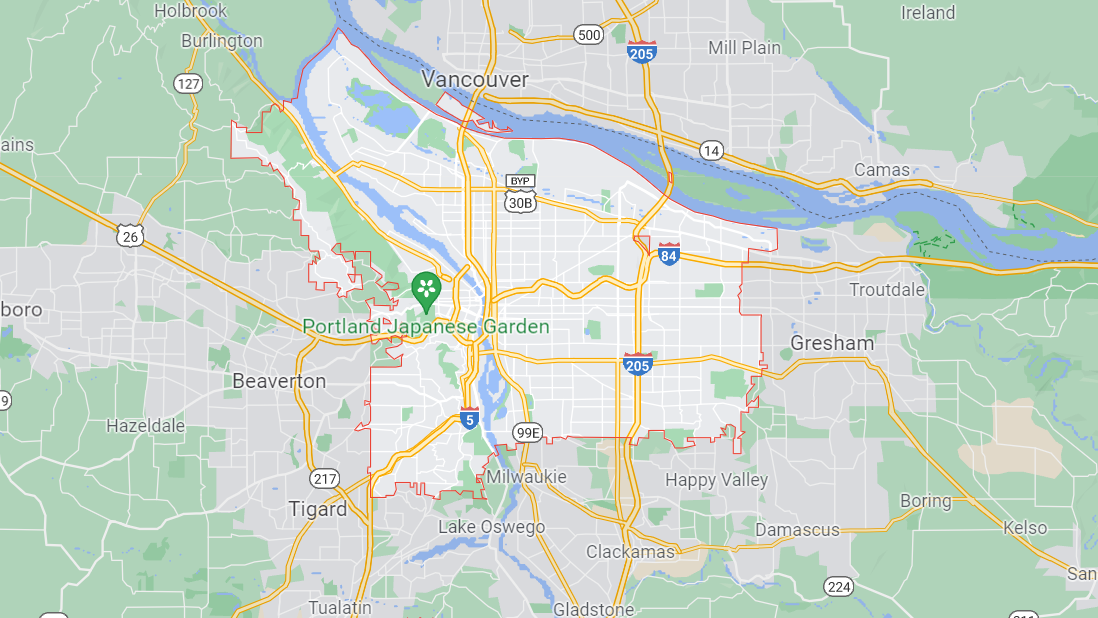 Holbrook
Ireland
500
Burlington
205
Mill Plain
Vancouver
127
ains
14
Camas
BYP
30B
26
84
Troutdale
boro
Portland Japanese Garden
Gresham
205
Beaverton
9
5
Hazeldale
99E
217
Milwaukie
Happy Valley
Tigard
Boring
Lake Oswego
Damascus
Kelso
Clackamas
San
224
Tualatin
Gladstone